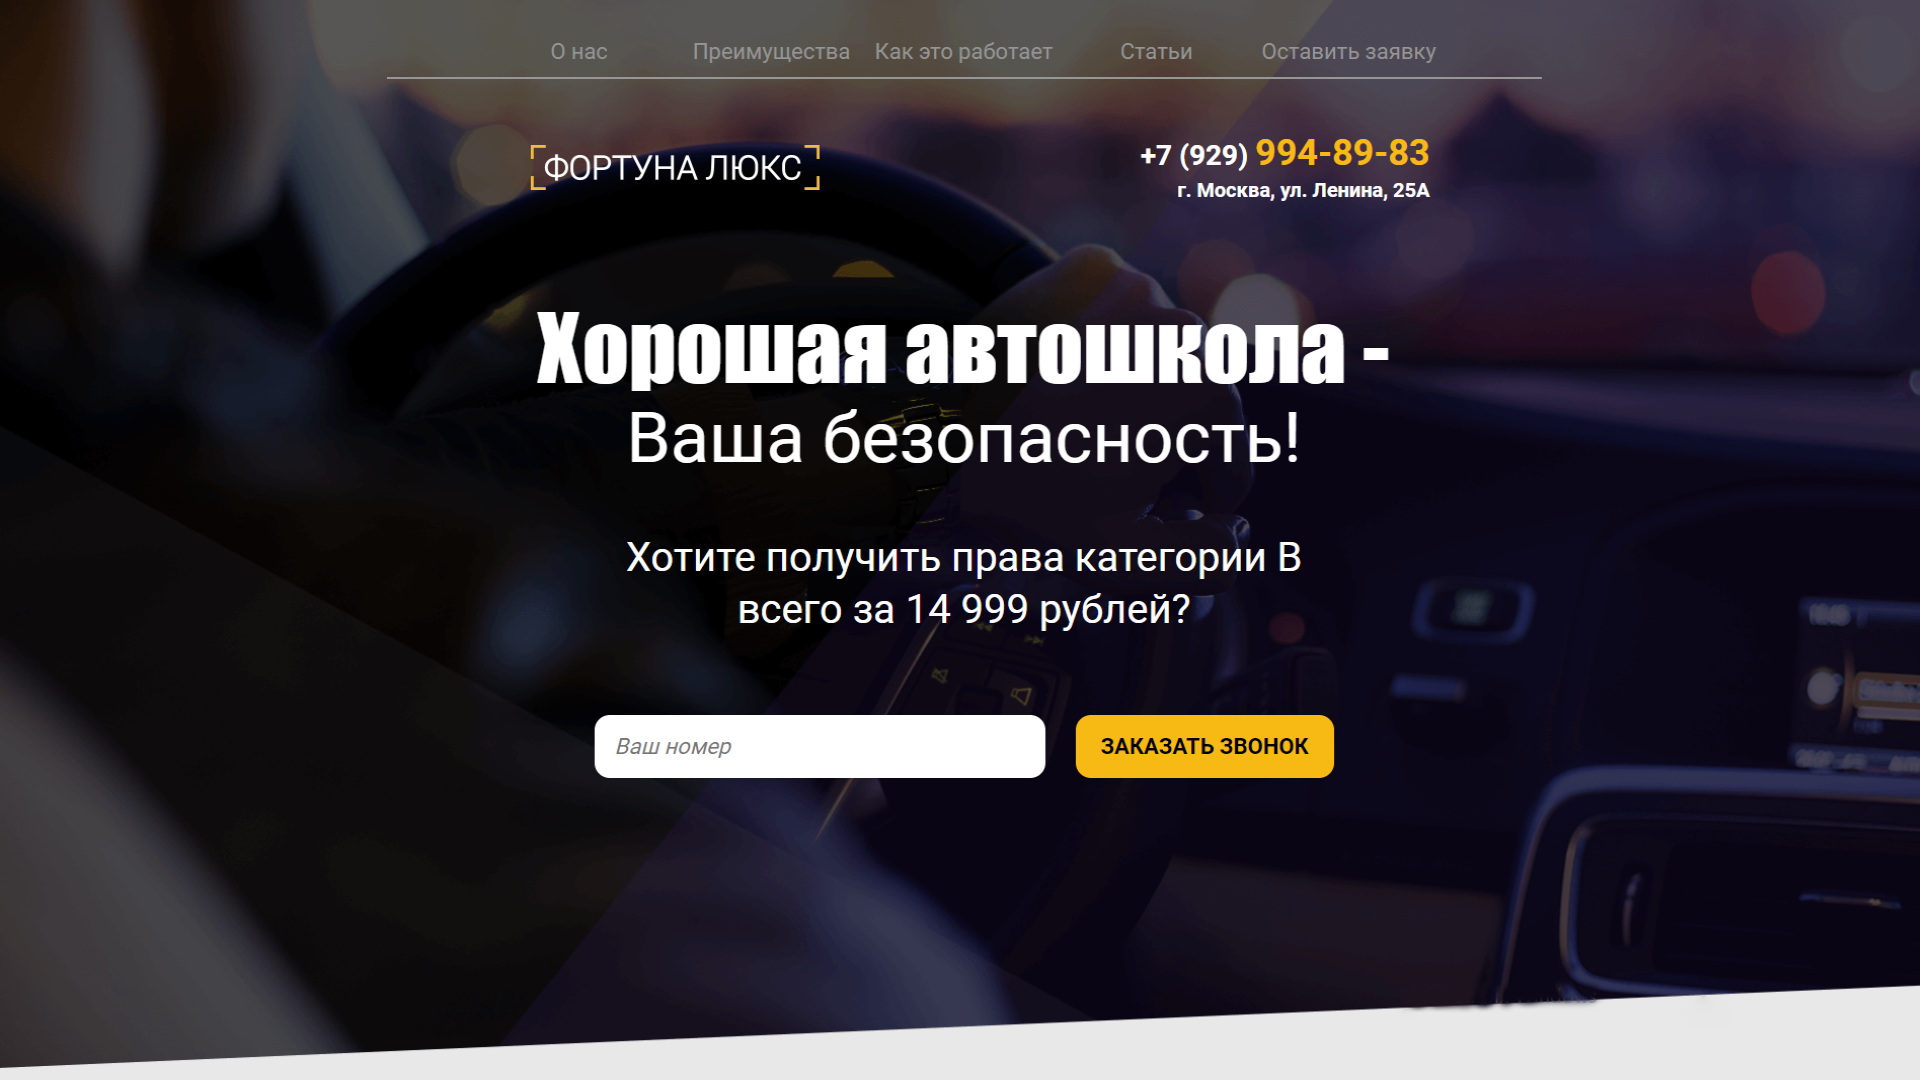 О нас Преимущества Как это работает Статьи Оставить заявку
ФОРТУНА ЛЮКС
+7 (929) 994-89-83
г. Москва, ул. Ленина, 25А
Хорошая автошкола -
Ваша безопасность!
Хотите получить права категории В
всего за 14 999 рублей?
Ваш номер
ЗАКАЗАТЬ ЗВОНОК